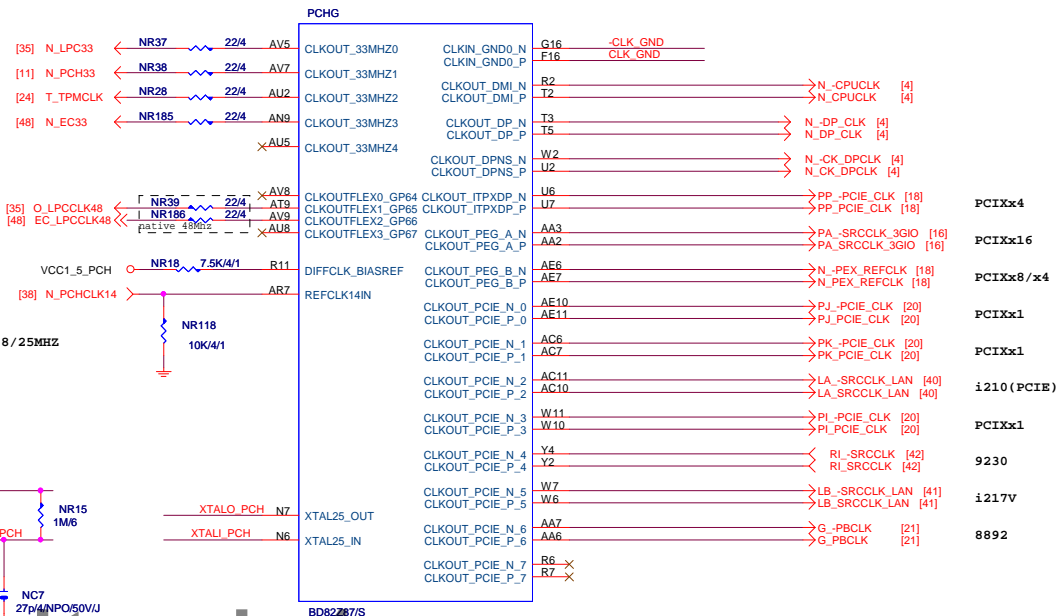 PCHG
[35] N_LPC33 NR37 22/4 AV5 CLKOUT_33MHZ0 CLKIN_GND0_N G16 -CLK_GND
CLKIN_GND0_P F16 CLK_GND
[11] N_PCH33 NR38 22/4 AV7 CLKOUT_33MHZ1
CLKOUT_DMI_N R2 N_-CPUCLK [4]
[24] T_TPMCLK NR28 22/4 AU2 CLKOUT_33MHZ2 CLKOUT_DMI_P T2 N_CPUCLK [4]
[48] N_EC33 NR185 22/4 AN9 CLKOUT_33MHZ3 CLKOUT_DP_N T3 N_-DP_CLK [4]
CLKOUT_DP_P T5 N_DP_CLK [4]
AU5 CLKOUT_33MHZ4
CLKOUT_DPNS_N W2 N_-CK_DPCLK [4]
CLKOUT_DPNS_P U2 N_CK_DPCLK [4]
AV8 CLKOUTFLEX0_GP64 CLKOUT_ITPXDP_N U6 PP_-PCIE_CLK [18]
PCIXx4
[35] O_LPCCLK48 NR39 22/4 AT9 CLKOUTFLEX1_GP65 CLKOUT_ITPXDP_P U7 PP_PCIE_CLK [18]
[48] EC_LPCCLK48 NR186 22/4 AV9 CLKOUTFLEX2_GP66
native 48Mhz AU8 CLKOUTFLEX3_GP67 CLKOUT_PEG_A_N AA3 PA_-SRCCLK_3GIO [16]
PCIXx16
CLKOUT_PEG_A_P AA2 PA_SRCCLK_3GIO [16]
VCC1_5_PCH NR18 7.5K/4/1 R11 DIFFCLK_BIASREF CLKOUT_PEG_B_N AE6 N_-PEX_REFCLK [18]
PCIXx8/x4
CLKOUT_PEG_B_P AE7 N_PEX_REFCLK [18]
[38] N_PCHCLK14 AR7 REFCLK14IN
CLKOUT_PCIE_N_0 AE10 PJ_-PCIE_CLK [20]
PCIXx1
CLKOUT_PCIE_P_0 AE11 PJ_PCIE_CLK [20]
NR118
10K/4/1
8/25MHZ
CLKOUT_PCIE_N_1 AC6 PK_-PCIE_CLK [20]
PCIXx1
CLKOUT_PCIE_P_1 AC7 PK_PCIE_CLK [20]
CLKOUT_PCIE_N_2 AC11 LA_-SRCCLK_LAN [40]
i210(PCIE)
CLKOUT_PCIE_P_2 AC10 LA_SRCCLK_LAN [40]
CLKOUT_PCIE_N_3 W11 PI_-PCIE_CLK [20]
PCIXx1
CLKOUT_PCIE_P_3 W10 PI_PCIE_CLK [20]
CLKOUT_PCIE_N_4 Y4 RI_-SRCCLK [42]
9230
CLKOUT_PCIE_P_4 Y2 RI_SRCCLK [42]
CLKOUT_PCIE_N_5 W7 LB_-SRCCLK_LAN [41]
i217V
CLKOUT_PCIE_P_5 W6 LB_SRCCLK_LAN [41]
NR15
1M/6
XTALO_PCH N7 XTAL25_OUT
CLKOUT_PCIE_N_6 AA7 G_-PBCLK [21]
8892
PCH XTALI_PCH N6 XTAL25_IN CLKOUT_PCIE_P_6 AA6 G_PBCLK [21]
CLKOUT_PCIE_N_7 R6
CLKOUT_PCIE_P_7 R7
NC7
27p/4/NPO/50V/J
BD82Z87/S